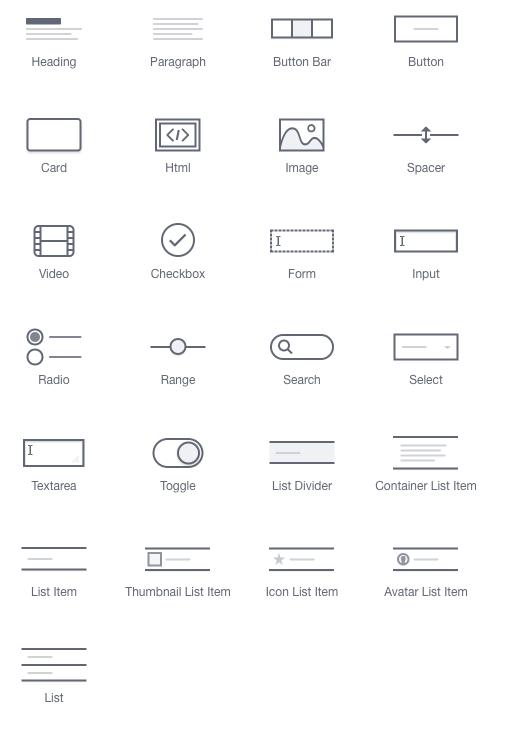 Heading
Paragraph
Button Bar
Button
Card
</>
Html
Image
Spacer
Video
Checkbox
Form
Input
Radio
Range
Search
Select
Textarea
Toggle
List Divider
Container List Item
List Item
Thumbnail List Item
Icon List Item
Avatar List Item
List